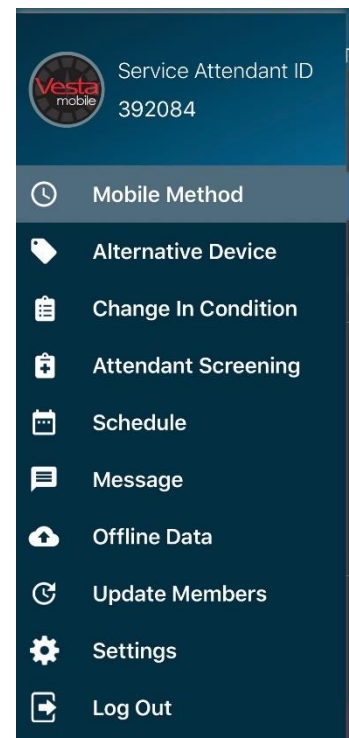 Vesta
mobile
Service Attendant ID
392084
Mobile Method
Alternative Device
Change In Condition
Attendant Screening
Schedule
Message
Offline Data
Update Members
Settings
Log Out